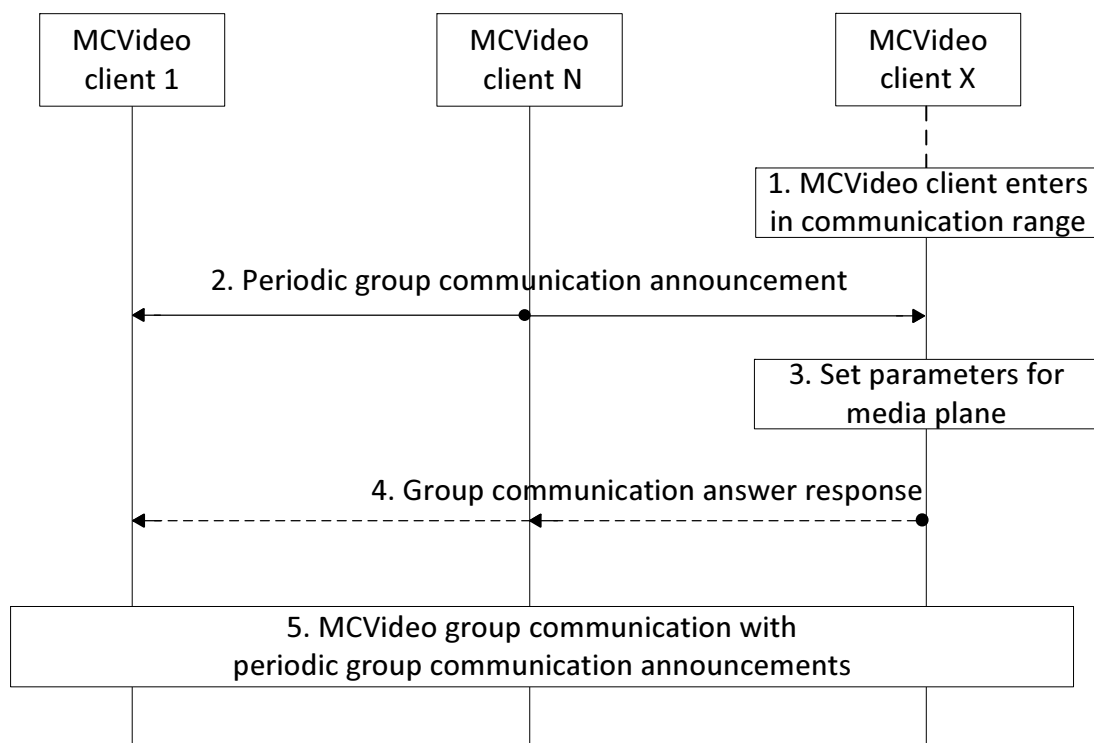 MCVideo
client 1
MCVideo
client N
MCVideo
client X
1. MCVideo client enters
in communication range
2. Periodic group communication announcement
3. Set parameters for
media plane
4. Group communication answer response
5. MCVideo group communication with
periodic group communication announcements